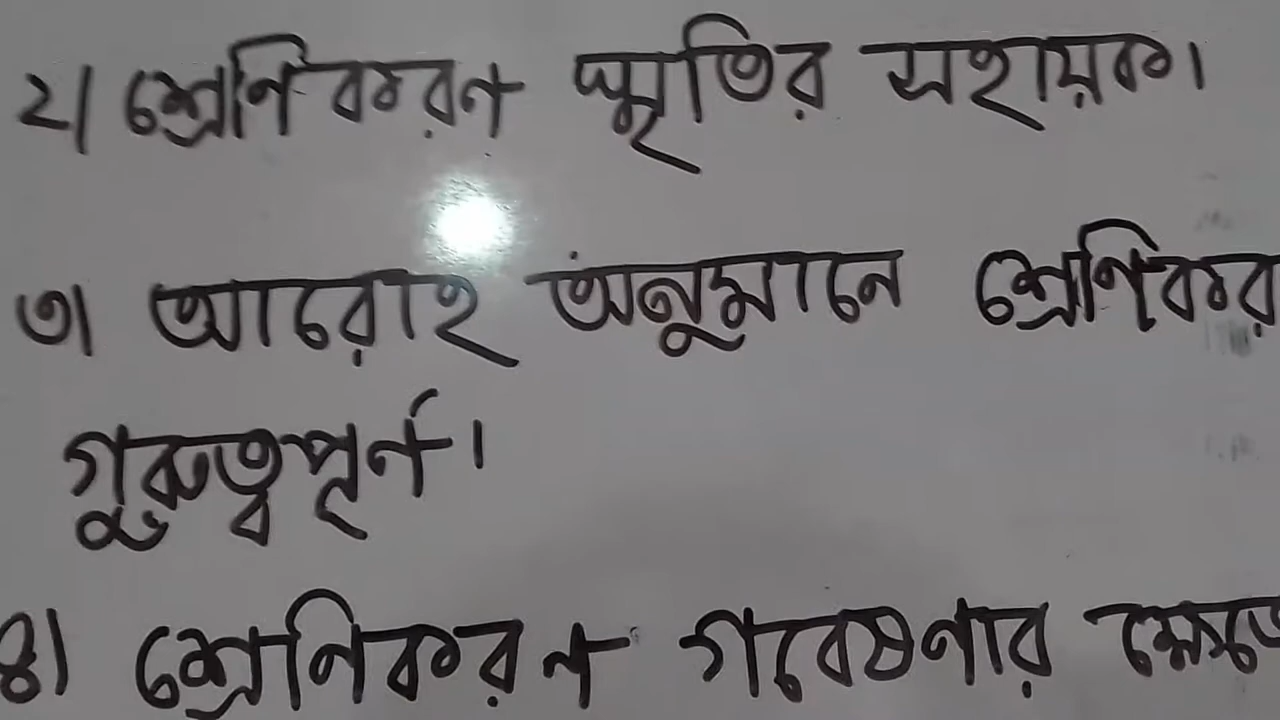 ২। শ্রেণিকরণ স্মৃতির সহায়ক।
৩। আরোহ অনুমানে শ্রেণিকর
গুরুত্বপূর্ণ।
৪। শ্রেণিকরণ গবেষণার ক্ষেত্রে